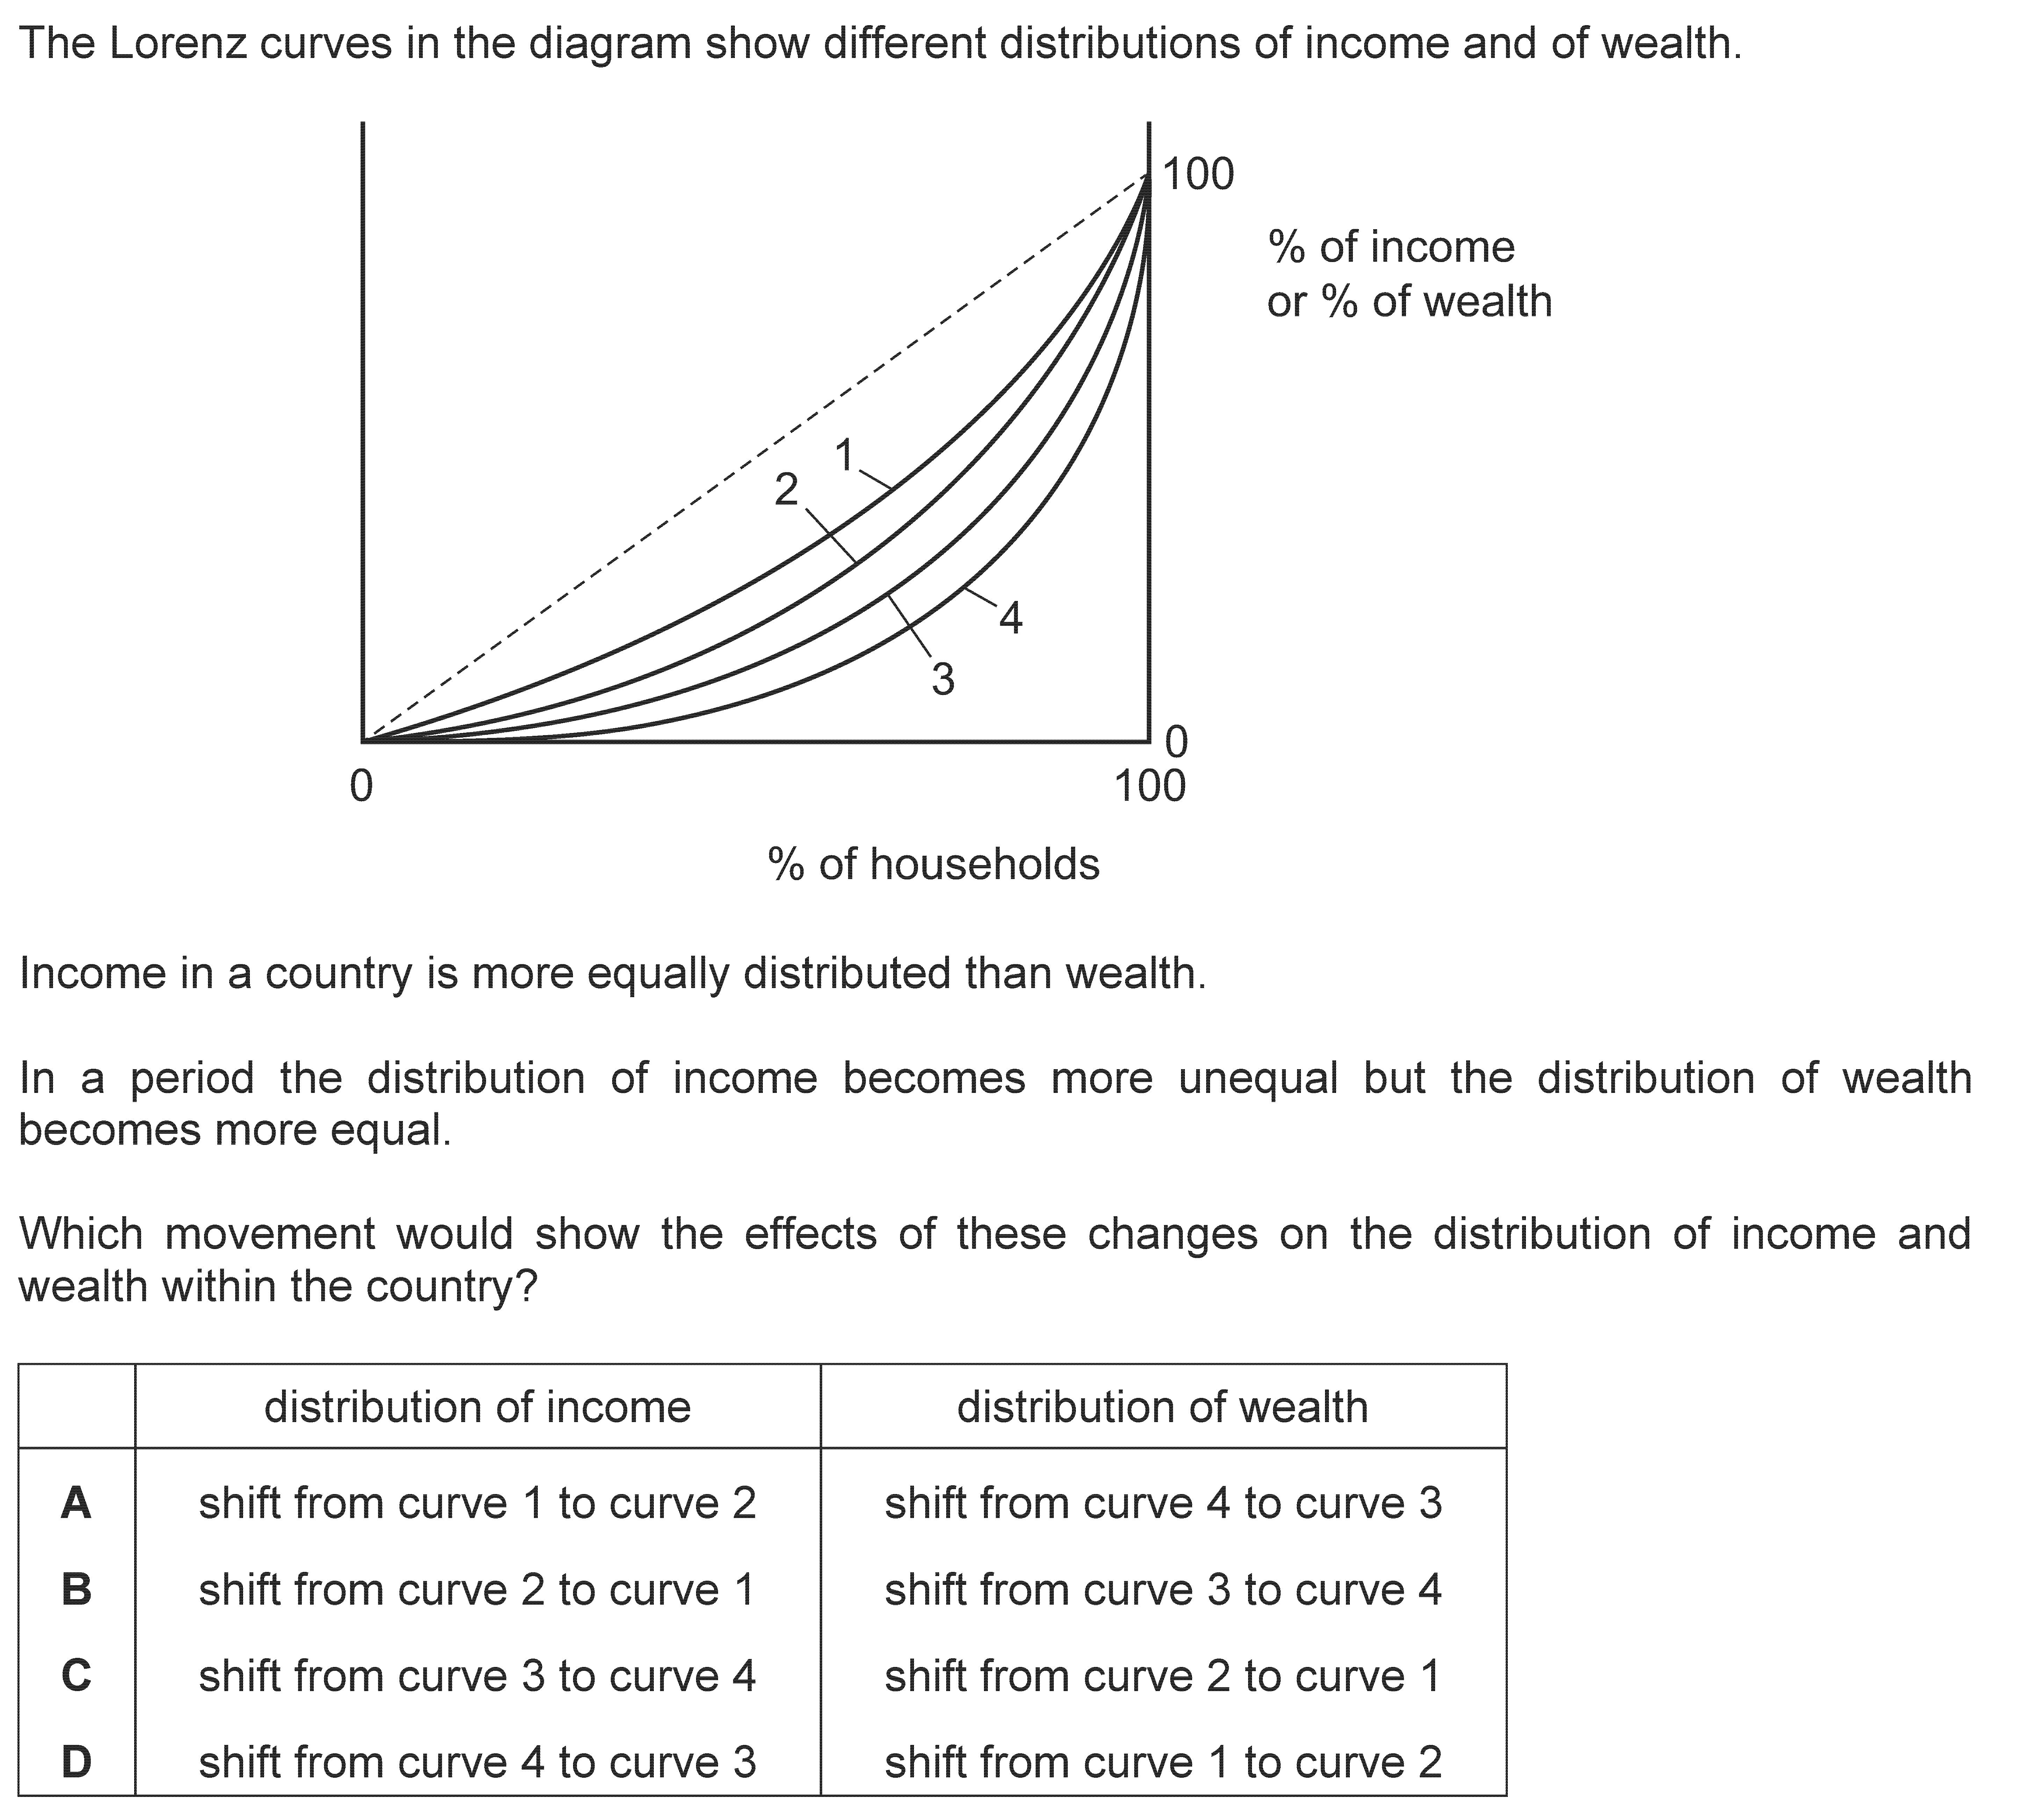 The Lorenz curves in the diagram show different distributions of income and of wealth.
100
% of income
or % of wealth
1
2
4
3
0
0
100
% of households
Income in a country is more equally distributed than wealth.
In a period the distribution of income becomes more unequal but the distribution of wealth
becomes more equal.
Which movement would show the effects of these changes on the distribution of income and
wealth within the country?
distribution of income distribution of wealth
A shift from curve 1 to curve 2 shift from curve 4 to curve 3
B shift from curve 2 to curve 1 shift from curve 3 to curve 4
C shift from curve 3 to curve 4 shift from curve 2 to curve 1
D shift from curve 4 to curve 3 shift from curve 1 to curve 2